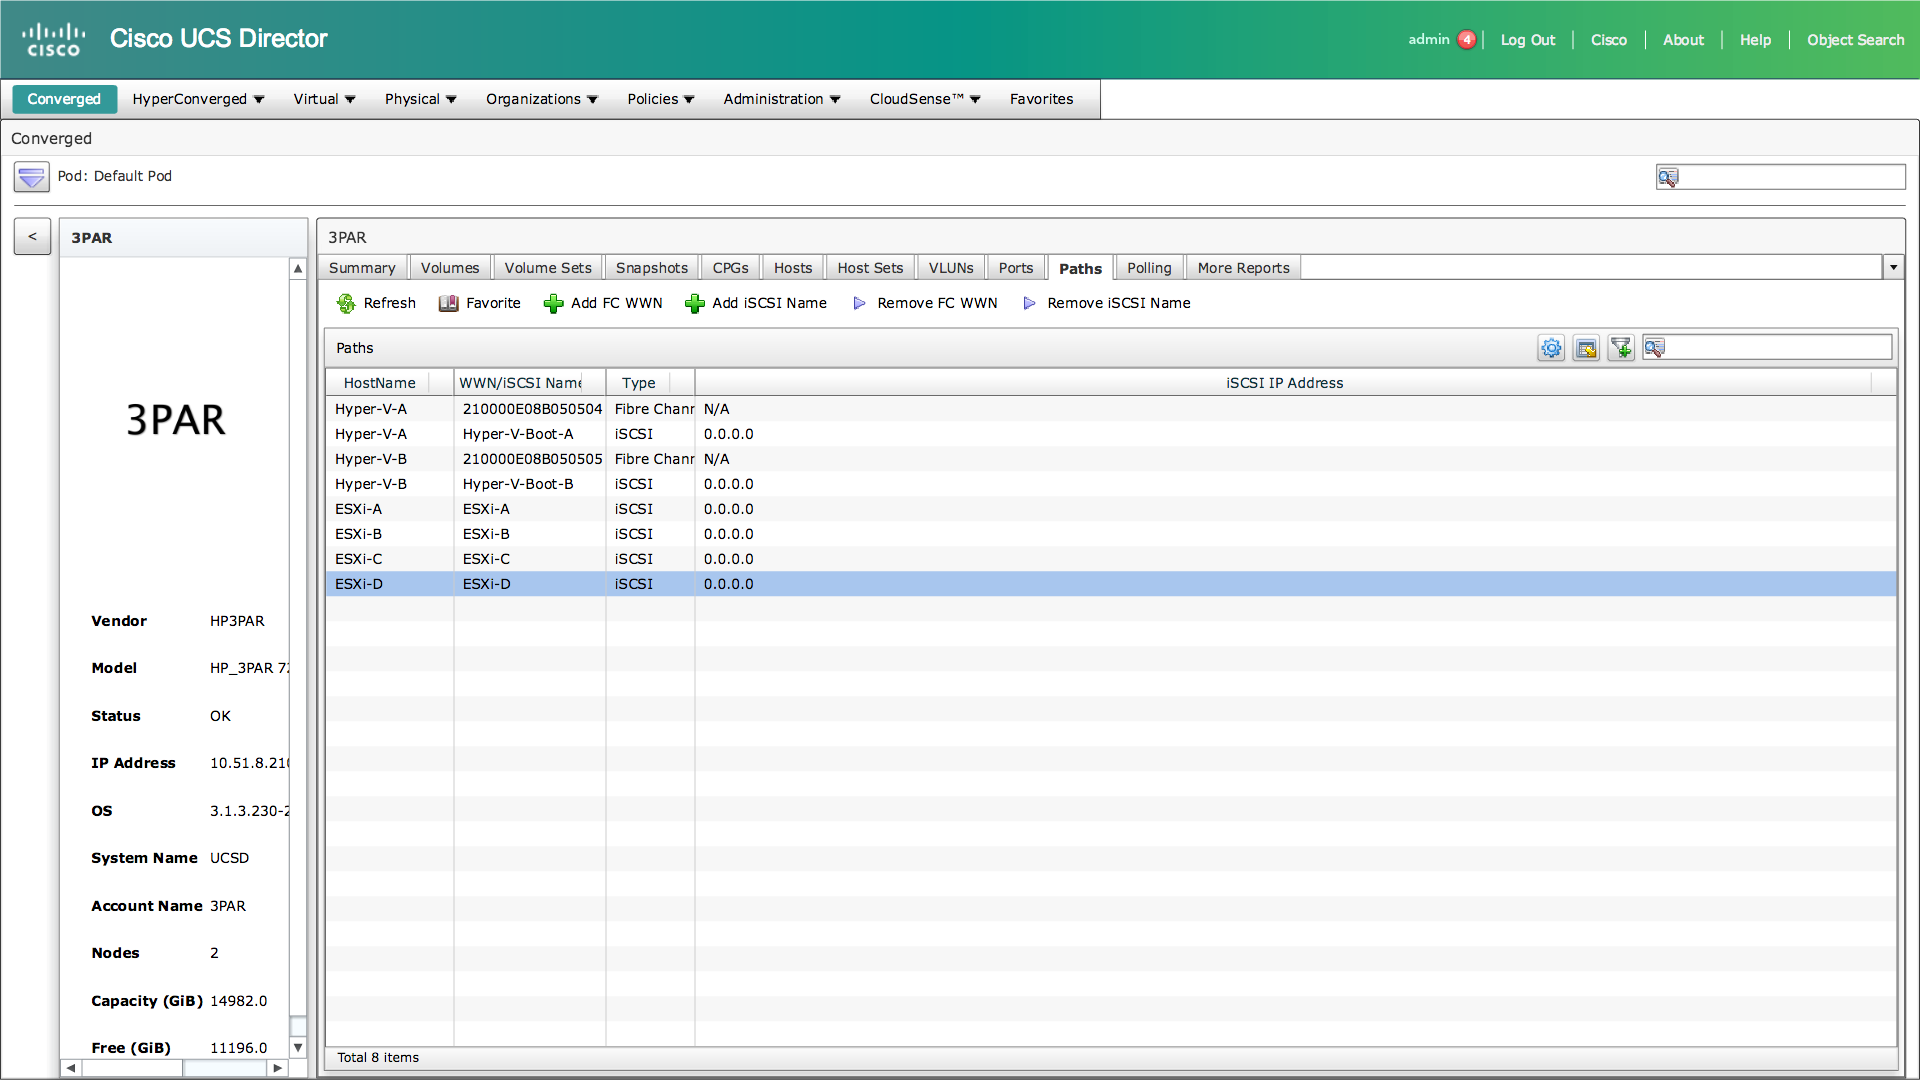 cisco Cisco UCS Director admin 4 Log Out Cisco About Help Object Search
Converged HyperConverged Virtual Physical Organizations Policies Administration CloudSense™ Favorites
Converged
Pod: Default Pod
< 3PAR
3PAR
Vendor HP3PAR
Model HP_3PAR
Status OK
IP Address 10.51.8.210
OS 3.1.3.230-2
System Name UCSD
Account Name 3PAR
Nodes 2
Capacity (GiB) 14982.0
Free (GiB) 11196.0
3PAR
Summary Volumes Volume Sets Snapshots CPGs Hosts Host Sets VLUNs Ports Paths Polling More Reports
Refresh Favorite Add FC WWN Add iSCSI Name Remove FC WWN Remove iSCSI Name
Paths
HostName WWN/iSCSI Name Type iSCSI IP Address
Hyper-V-A 210000E08B050504 Fibre Chanr N/A
Hyper-V-A Hyper-V-Boot-A iSCSI 0.0.0.0
Hyper-V-B 210000E08B050505 Fibre Chanr N/A
Hyper-V-B Hyper-V-Boot-B iSCSI 0.0.0.0
ESXi-A ESXi-A iSCSI 0.0.0.0
ESXi-B ESXi-B iSCSI 0.0.0.0
ESXi-C ESXi-C iSCSI 0.0.0.0
ESXi-D ESXi-D iSCSI 0.0.0.0
Total 8 items